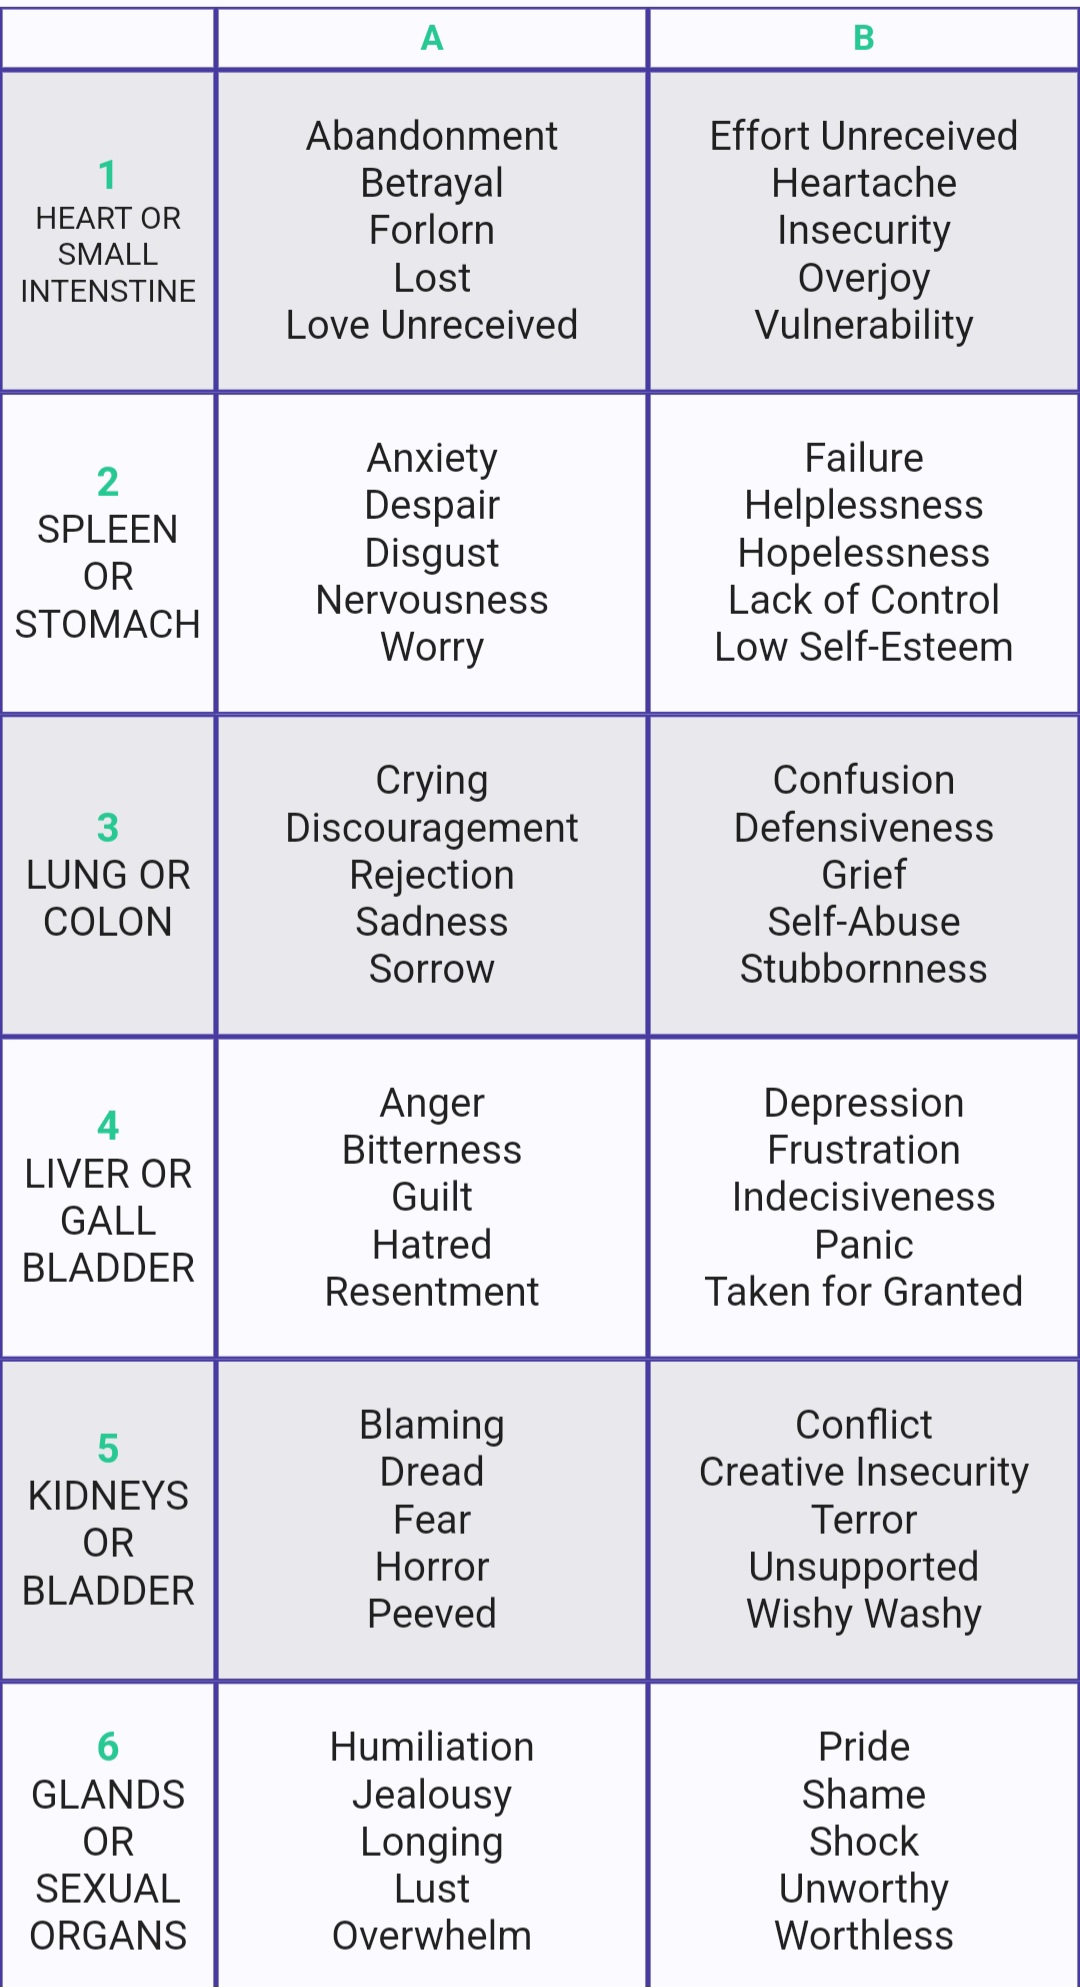 A
B
1
HEART OR
SMALL
INTENSTINE
Abandonment
Betrayal
Forlorn
Lost
Love Unreceived
Effort Unreceived
Heartache
Insecurity
Overjoy
Vulnerability
2
SPLEEN
OR
STOMACH
Anxiety
Despair
Disgust
Nervousness
Worry
Failure
Helplessness
Hopelessness
Lack of Control
Low Self-Esteem
3
LUNG OR
COLON
Crying
Discouragement
Rejection
Sadness
Sorrow
Confusion
Defensiveness
Grief
Self-Abuse
Stubbornness
4
LIVER OR
GALL
BLADDER
Anger
Bitterness
Guilt
Hatred
Resentment
Depression
Frustration
Indecisiveness
Panic
Taken for Granted
5
KIDNEYS
OR
BLADDER
Blaming
Dread
Fear
Horror
Peeved
Conflict
Creative Insecurity
Terror
Unsupported
Wishy Washy
6
GLANDS
OR
SEXUAL
ORGANS
Humiliation
Jealousy
Longing
Lust
Overwhelm
Pride
Shame
Shock
Unworthy
Worthless